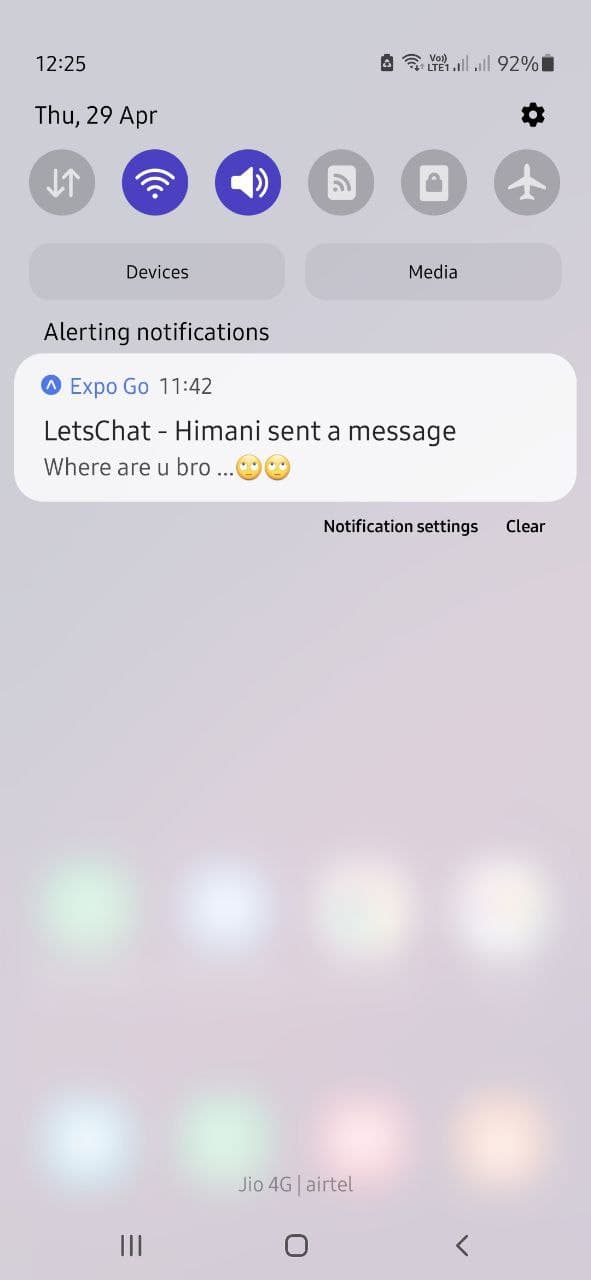 12:25 Vo)) LTE1 92%
Thu, 29 Apr
Devices Media
Alerting notifications
Expo Go 11:42
LetsChat - Himani sent a message
Where are u bro ...🙄🙄
Notification settings Clear
Jio 4G | airtel